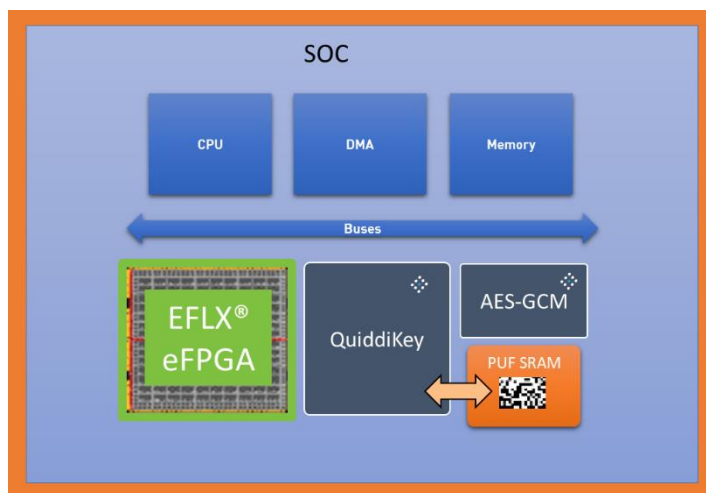 SOC
CPU
DMA
Memory
Buses
EFLX®
eFPGA
QuiddiKey
AES-GCM
PUF SRAM